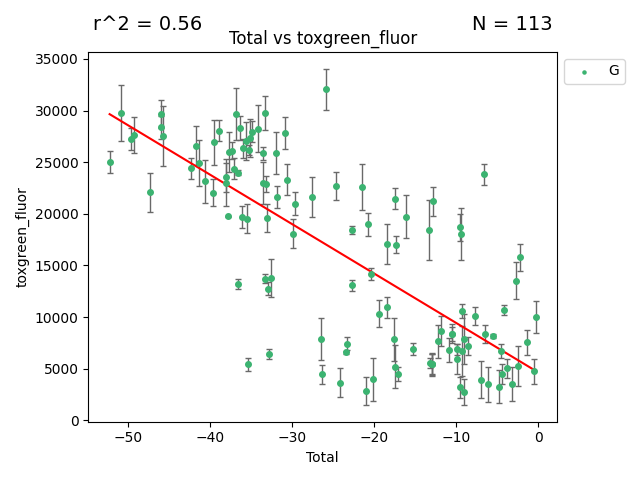 r^2 = 0.56
N = 113
Total vs toxgreen_fluor
35000
30000
25000
20000
15000
10000
5000
0
toxgreen_fluor
−50
−40
−30
−20
−10
0
Total
G